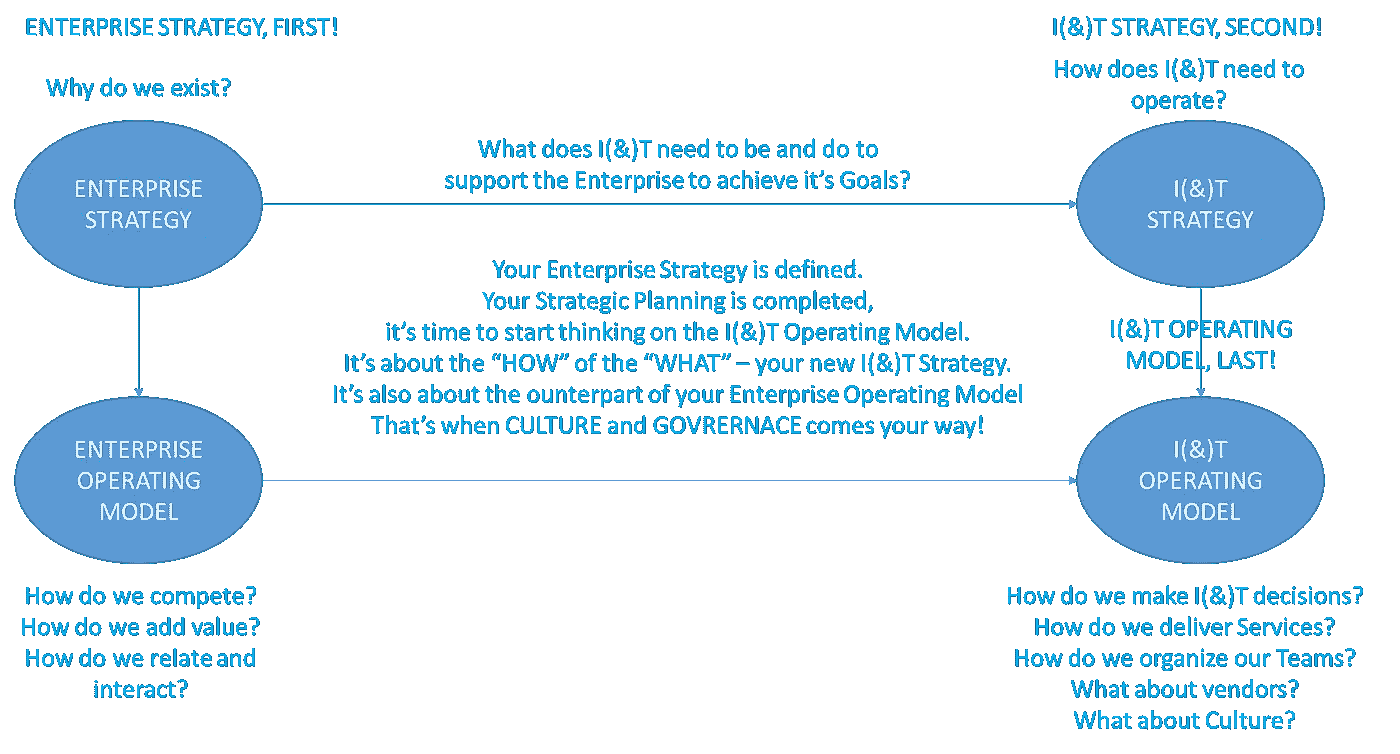 ENTERPRISE STRATEGY, FIRST!
I(&)T STRATEGY, SECOND!
Why do we exist?
How does I(&)T need to
operate?
ENTERPRISE
STRATEGY
What does I(&)T need to be and do to
support the Enterprise to achieve it's Goals?
I(&)T
STRATEGY
Your Enterprise Strategy is defined.
Your Strategic Planning is completed,
it's time to start thinking on the I(&)T Operating Model.
It's about the "HOW" of the "WHAT" – your new I(&)T Strategy.
It's also about the ounterpart of your Enterprise Operating Model
That's when CULTURE and GOVRERNACE comes your way!
I(&)T OPERATING
MODEL, LAST!
ENTERPRISE
OPERATING
MODEL
I(&)T
OPERATING
MODEL
How do we compete?
How do we add value?
How do we relate and
interact?
How do we make I(&)T decisions?
How do we deliver Services?
How do we organize our Teams?
What about vendors?
What about Culture?